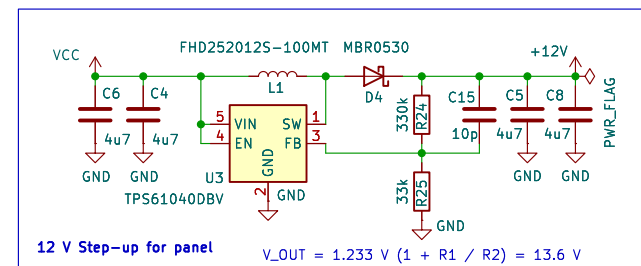 FHD252012S-100MT MBR0530
VCC
+12V
L1
D4
C6
C4
4u7
4u7
GND
GND
5
4
VIN
EN
GND
SW
FB
1
3
2
U3
TPS61040DBV
GND
330k
R24
33k
R25
GND
C15
10p
C5
4u7
C8
4u7
GND
GND
PWR_FLAG
12 V Step-up for panel
V_OUT = 1.233 V (1 + R1 / R2) = 13.6 V